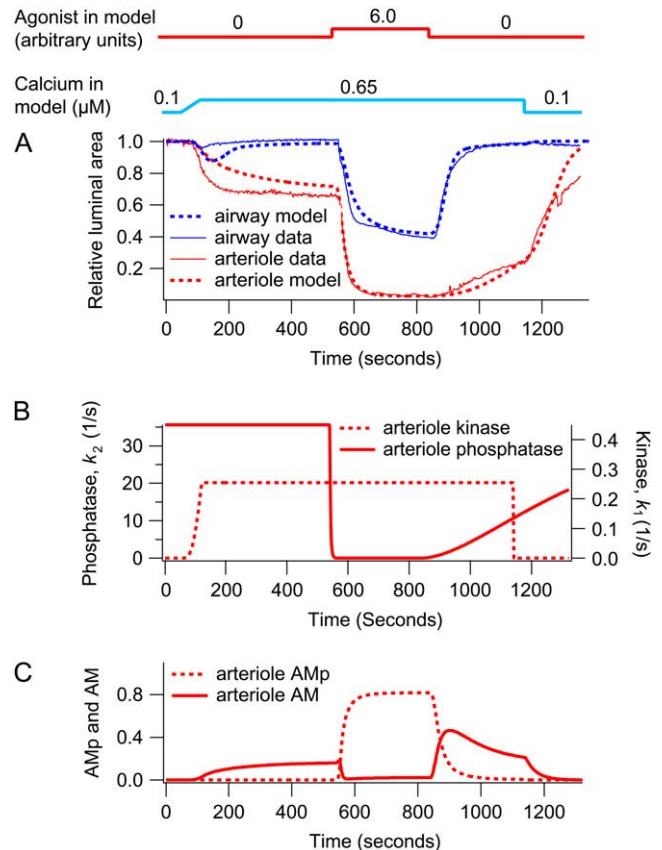 Agonist in model
(arbitrary units)
0
6.0
0
Calcium in
model (μM)
0.1
0.65
0.1
A
Relative luminal area
1.0
0.8
0.6
0.4
0.2
airway model
airway data
arteriole data
arteriole model
0 200 400 600 800 1000 1200
Time (seconds)
B
Phosphatase, k2 (1/s)
30
20
10
0
arteriole kinase
arteriole phosphatase
Kinase, k1 (1/s)
0.4
0.3
0.2
0.1
0.0
0 200 400 600 800 1000 1200
Time (Seconds)
C
AMp and AM
0.8
0.4
0.0
arteriole AMp
arteriole AM
0 200 400 600 800 1000 1200
Time (seconds)